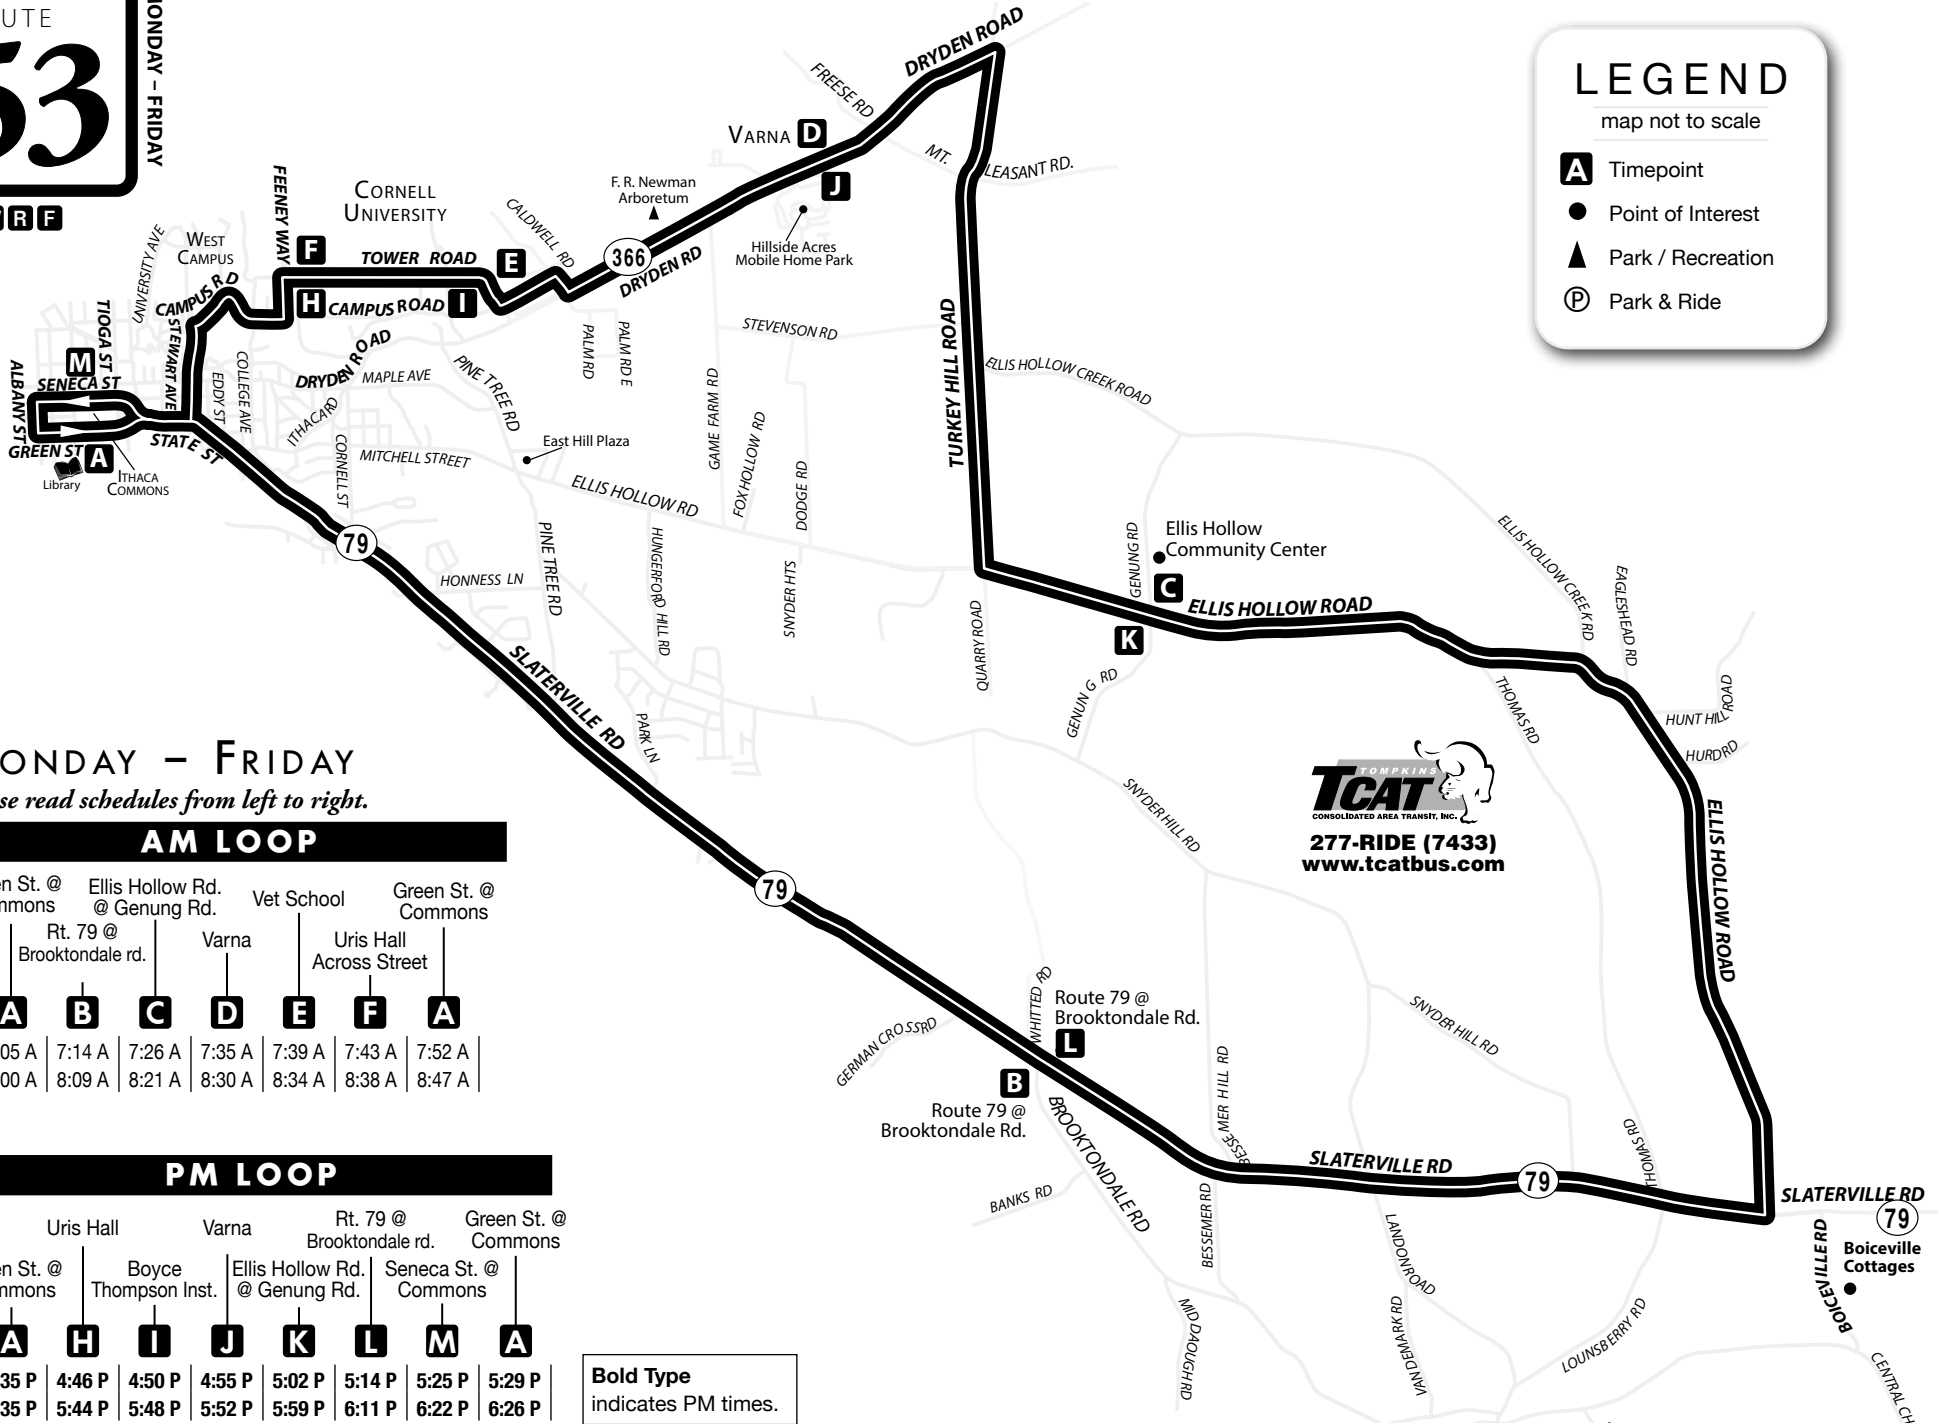 UTE
53
MONDAY – FRIDAY
R F
LEGEND
map not to scale
A Timepoint
Point of Interest
Park / Recreation
P Park & Ride
DRYDEN ROAD
FREESE RD
VARNA D
MT. PLEASANT RD.
J
F. R. Newman
Arboretum
Hillside Acres
Mobile Home Park
CORNELL
UNIVERSITY
FEENEY WAY
F
TOWER ROAD
E
CALDWELL RD
366
DRYDEN RD
WEST
CAMPUS
UNIVERSITY AVE
CAMPUS RD
H
CAMPUS ROAD
I
TIOGA ST
STEWART AVE
M
SENECA ST
ALBANY ST
GREEN ST
A
Library
ITHACA
COMMONS
STATE ST
EDDY ST
COLLEGE AVE
DRYDEN ROAD
MAPLE AVE
ITHACA RD
CORNELL ST
MITCHELL STREET
PINE TREE RD
East Hill Plaza
ELLIS HOLLOW RD
PALM RD
PALM RD E
GAME FARM RD
STEVENSON RD
FOX HOLLOW RD
DODGE RD
TURKEY HILL ROAD
ELLIS HOLLOW CREEK ROAD
79
HONNESS LN
PINE TREE RD
HUNGERFORD HILL RD
SNYDER HTS
QUARRY ROAD
GENUNG RD
Ellis Hollow
Community Center
C
ELLIS HOLLOW ROAD
K
GENUNG RD
ELLIS HOLLOW CREEK RD
EAGLESHEAD RD
THOMAS RD
HUNT HILL ROAD
HURD RD
SLATERVILLE RD
PARK LN
SNYDER HILL RD
TOMPKINS
TCAT
CONSOLIDATED AREA TRANSIT, INC.
277-RIDE (7433)
www.tcatbus.com
ELLIS HOLLOW ROAD
79
WHITTED RD
Route 79 @
Brooktondale Rd.
L
GERMAN CROSS RD
B
Route 79 @
Brooktondale Rd.
BROOKTONDALE RD
BANKS RD
BESSEMER HILL RD
SNYDER HILL RD
THOMAS RD
SLATERVILLE RD
79
SLATERVILLE RD
79
BESSEMER RD
LANDON ROAD
BOICEVILLE RD
Boiceville
Cottages
MIDDAUGH RD
VANDEMARK RD
LOUNSBERRY RD
CENTRAL CH
ONDAY – FRIDAY
se read schedules from left to right.
AM LOOP
en St. @
mmons
Rt. 79 @
Brooktondale rd.
Ellis Hollow Rd.
@ Genung Rd.
Varna
Vet School
Uris Hall
Across Street
Green St. @
Commons
A B C D E F A
05 A 7:14 A 7:26 A 7:35 A 7:39 A 7:43 A 7:52 A
00 A 8:09 A 8:21 A 8:30 A 8:34 A 8:38 A 8:47 A
PM LOOP
en St. @
mmons
Uris Hall
Boyce
Thompson Inst.
Varna
Ellis Hollow Rd.
@ Genung Rd.
Rt. 79 @
Brooktondale rd.
Seneca St. @
Commons
Green St. @
Commons
A H I J K L M A
35 P 4:46 P 4:50 P 4:55 P 5:02 P 5:14 P 5:25 P 5:29 P
35 P 5:44 P 5:48 P 5:52 P 5:59 P 6:11 P 6:22 P 6:26 P
Bold Type
indicates PM times.